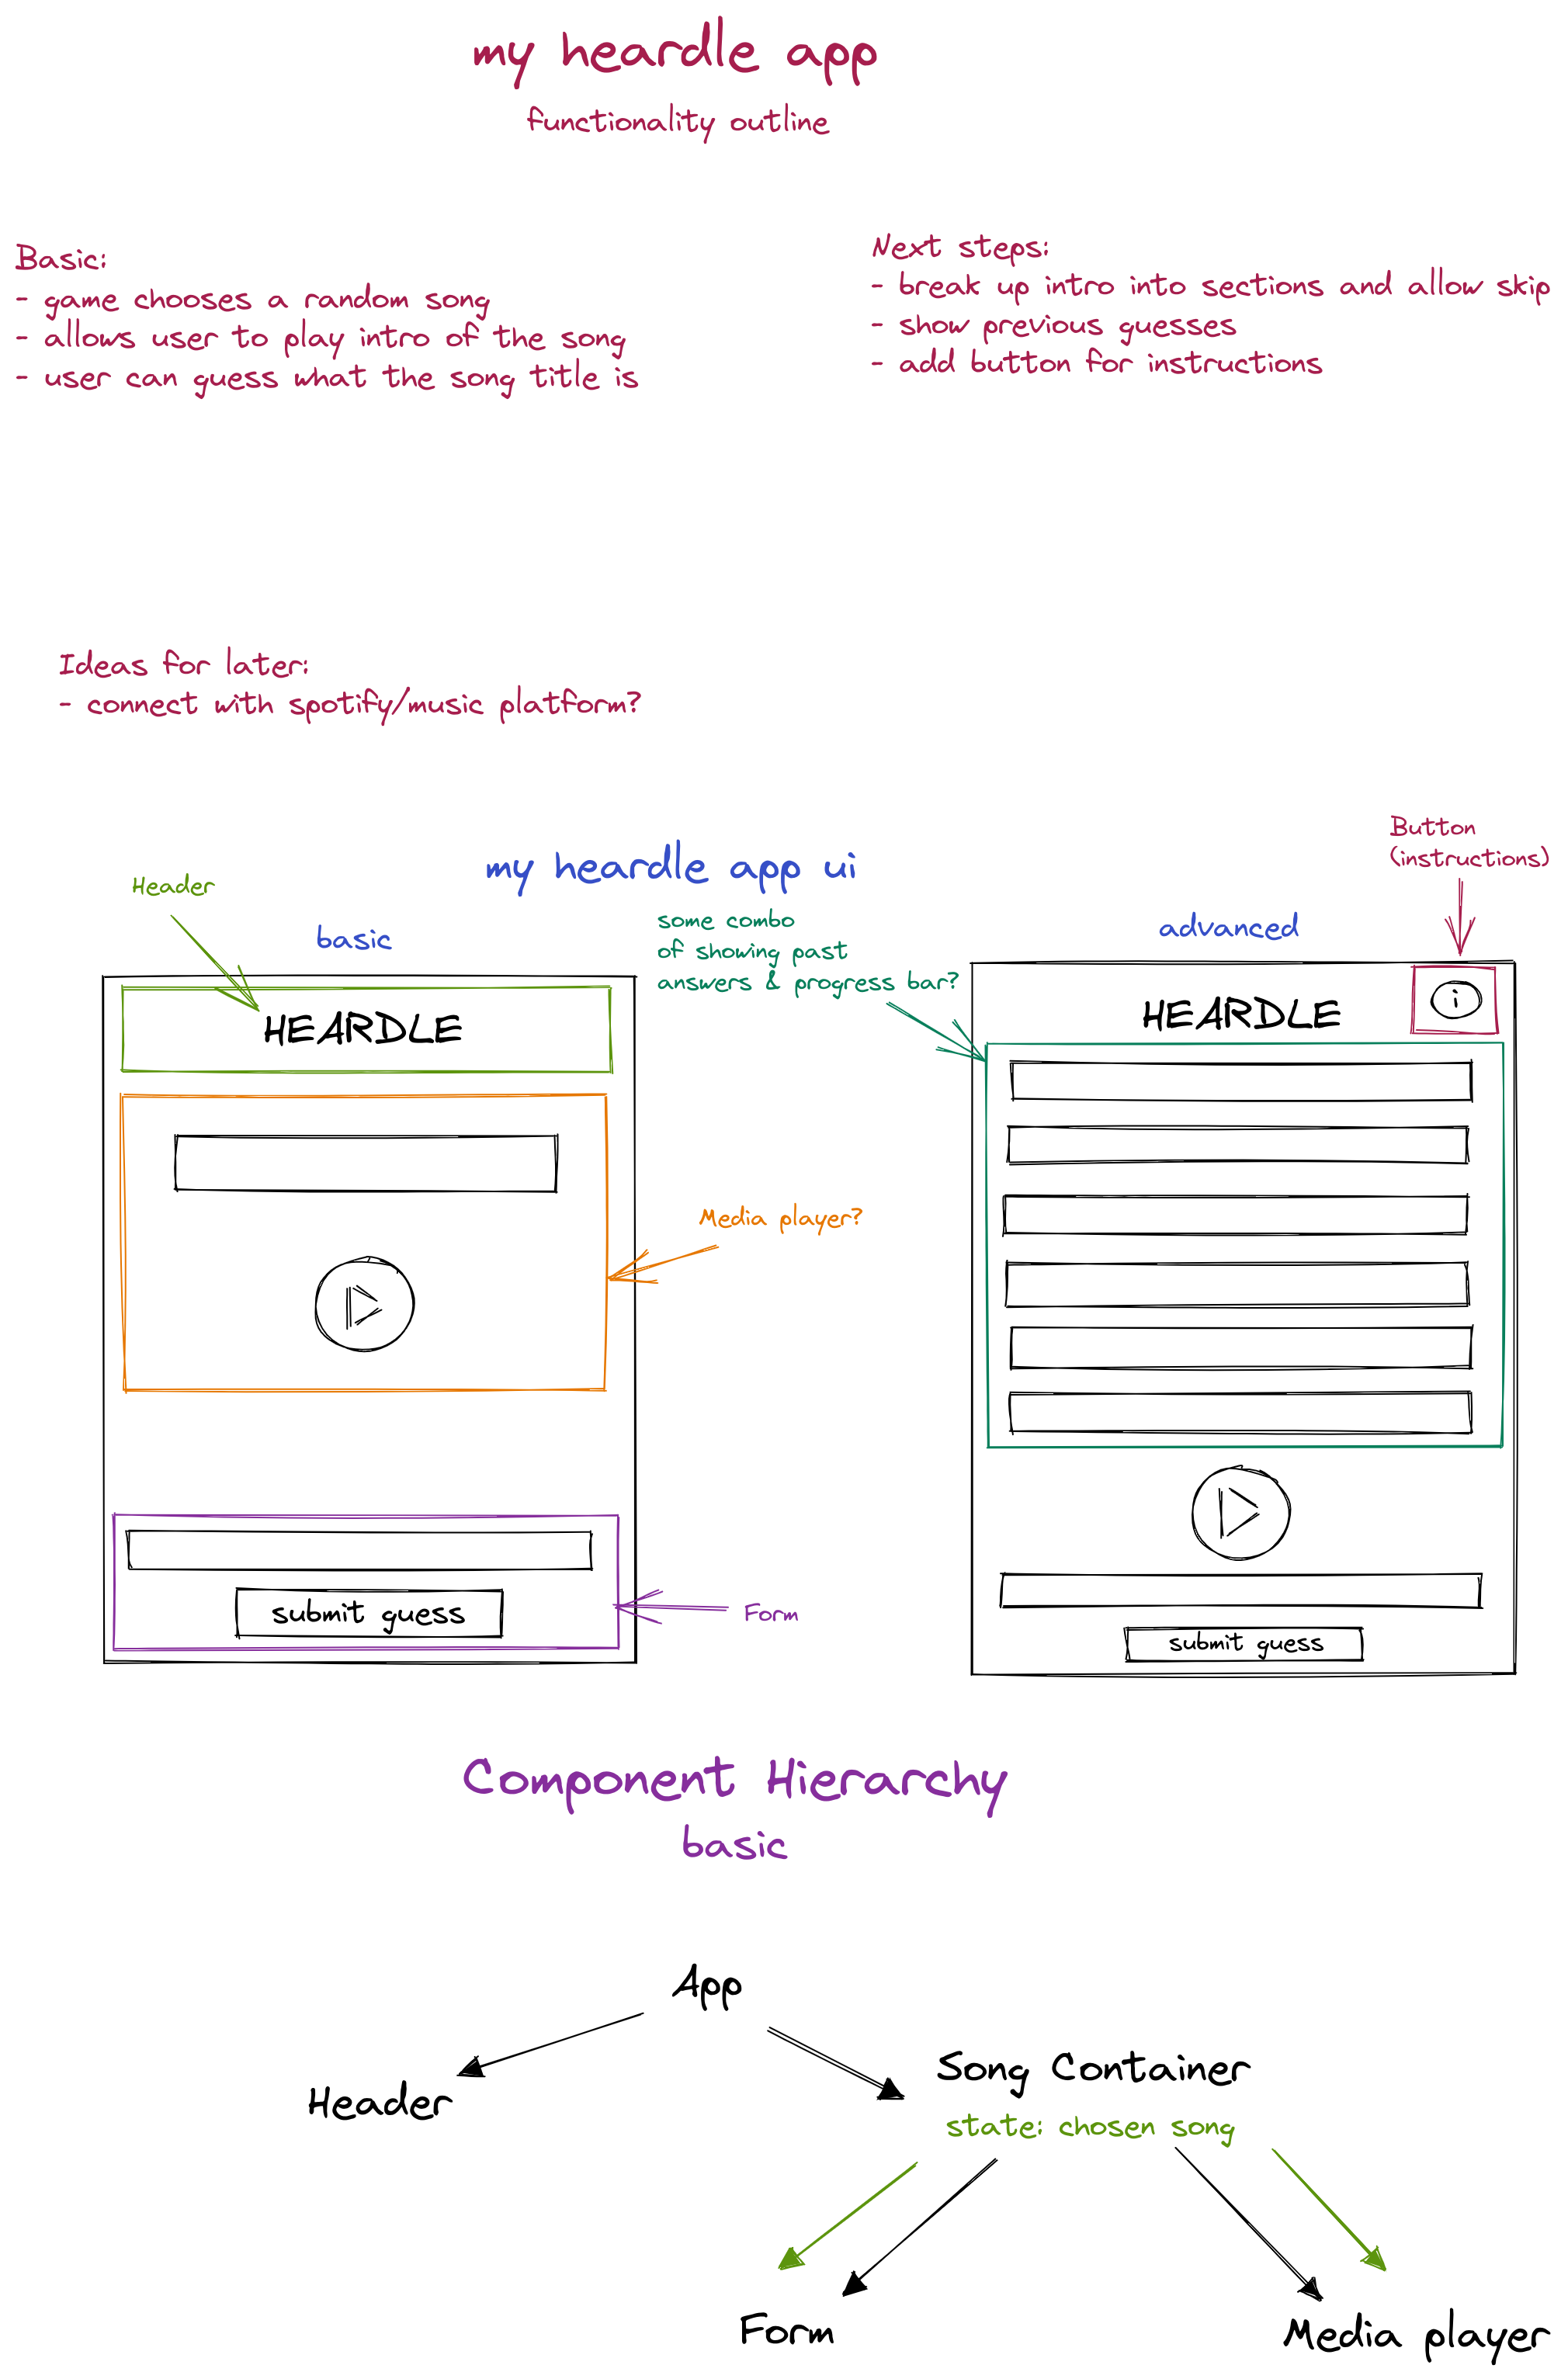 my heardle app
functionality outline
Basic:
- game chooses a random song
- allows user to play intro of the song
- user can guess what the song title is
Next steps:
- break up intro into sections and allow skip
- show previous guesses
- add button for instructions
Ideas for later:
- connect with spotify/music platform?
my heardle app ui
Header
basic
some combo
of showing past
answers & progress bar?
advanced
Button
(instructions)
HEARDLE
Media player?
submit guess
Form
HEARDLE
i
submit guess
Component Hierarchy
basic
App
Header
Song Container
state: chosen song
Form
Media player